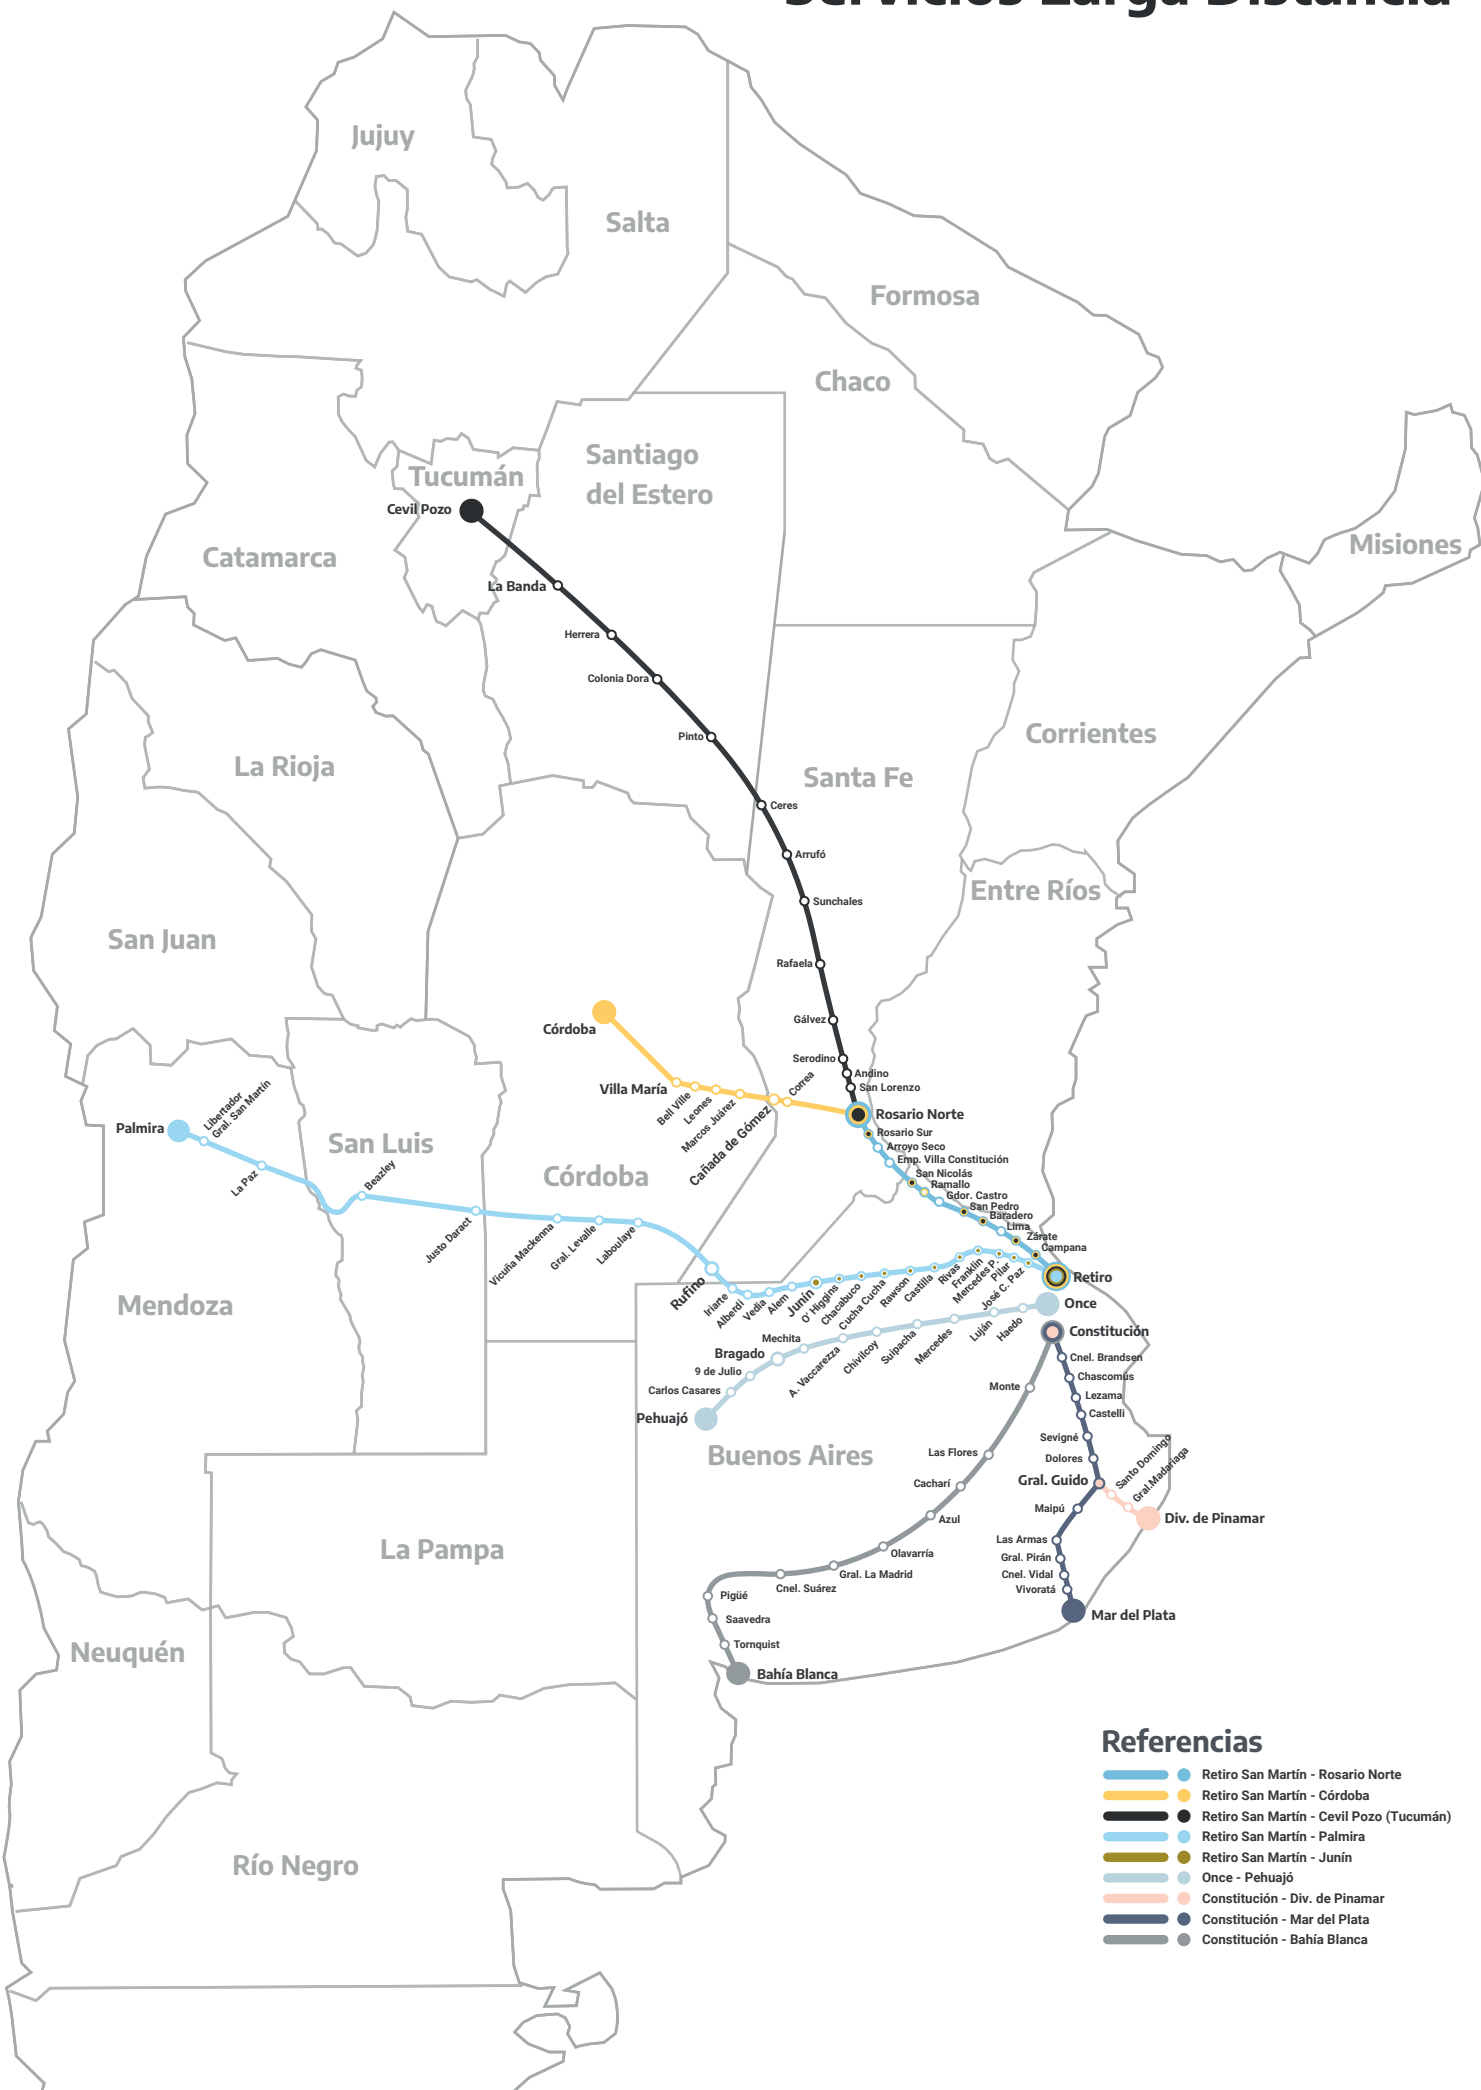 Servicios Larga Distancia
Jujuy
Salta
Formosa
Chaco
Santiago
del Estero
Tucumán
Cevil Pozo
Catamarca
Misiones
La Banda
Herrera
Colonia Dora
Pinto
Corrientes
La Rioja
Santa Fe
Ceres
Arrufó
Entre Ríos
Sunchales
San Juan
Rafaela
Gálvez
Córdoba
Serodino
Andino
San Lorenzo
Villa María
Bell Ville
Leones
Marcos Juárez
Cañada de Gómez
Correa
Rosario Norte
Rosario Sur
Arroyo Seco
Emp. Villa Constitución
San Nicolás
Ramallo
Gdor. Castro
San Pedro
Baradero
Lima
Zárate
Campana
Retiro
Palmira
Libertador
Gral. San Martín
La Paz
San Luis
Beazley
Córdoba
Justo Daract
Vicuña Mackenna
Gral. Levalle
Laboulaye
Rufino
Iriarte
Alberdi
Vedia
Alem
Junín
O' Higgins
Chacabuco
Cucha Cucha
Rawson
Castilla
Rivas
Franklin
Mercedes P.
Pilar
José C. Paz
Mendoza
Once
Haedo
Luján
Mercedes
Suipacha
Chivilcoy
A. Vaccarezza
Mechita
Bragado
9 de Julio
Carlos Casares
Pehuajó
Constitución
Cnel. Brandsen
Chascomús
Lezama
Castelli
Sevigné
Dolores
Gral. Guido
Santo Domingo
Gral.Madariaga
Div. de Pinamar
Maipú
Las Armas
Gral. Pirán
Cnel. Vidal
Vivoratá
Mar del Plata
Monte
Las Flores
Cacharí
Azul
Olavarría
Gral. La Madrid
Cnel. Suárez
Pigüé
Saavedra
Tornquist
Bahía Blanca
Buenos Aires
La Pampa
Neuquén
Río Negro
Referencias
Retiro San Martín - Rosario Norte
Retiro San Martín - Córdoba
Retiro San Martín - Cevil Pozo (Tucumán)
Retiro San Martín - Palmira
Retiro San Martín - Junín
Once - Pehuajó
Constitución - Div. de Pinamar
Constitución - Mar del Plata
Constitución - Bahía Blanca